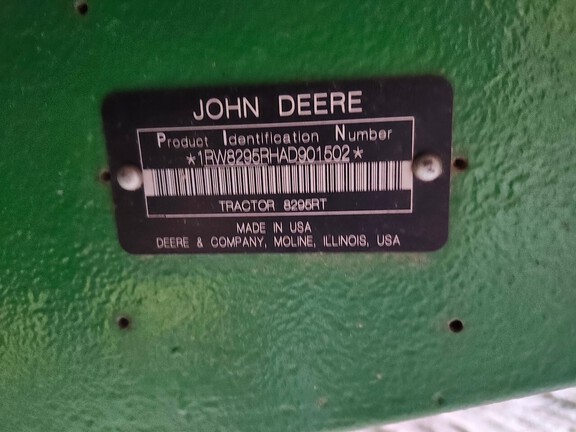 JOHN DEERE
Product Identification Number
*1RW8295RHAD901502*
TRACTOR 8295RT
MADE IN USA
DEERE & COMPANY, MOLINE, ILLINOIS, USA